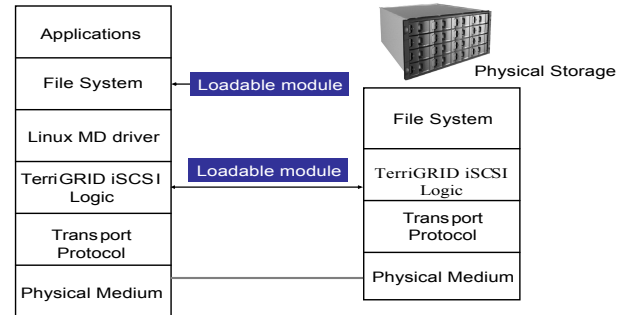 Applications
File System
Loadable module
Linux MD driver
TerriGRID iSCSI
Logic
Loadable module
Transport
Protocol
Physical Medium
Physical Storage
File System
TerriGRID iSCSI
Logic
Transport
Protocol
Physical Medium